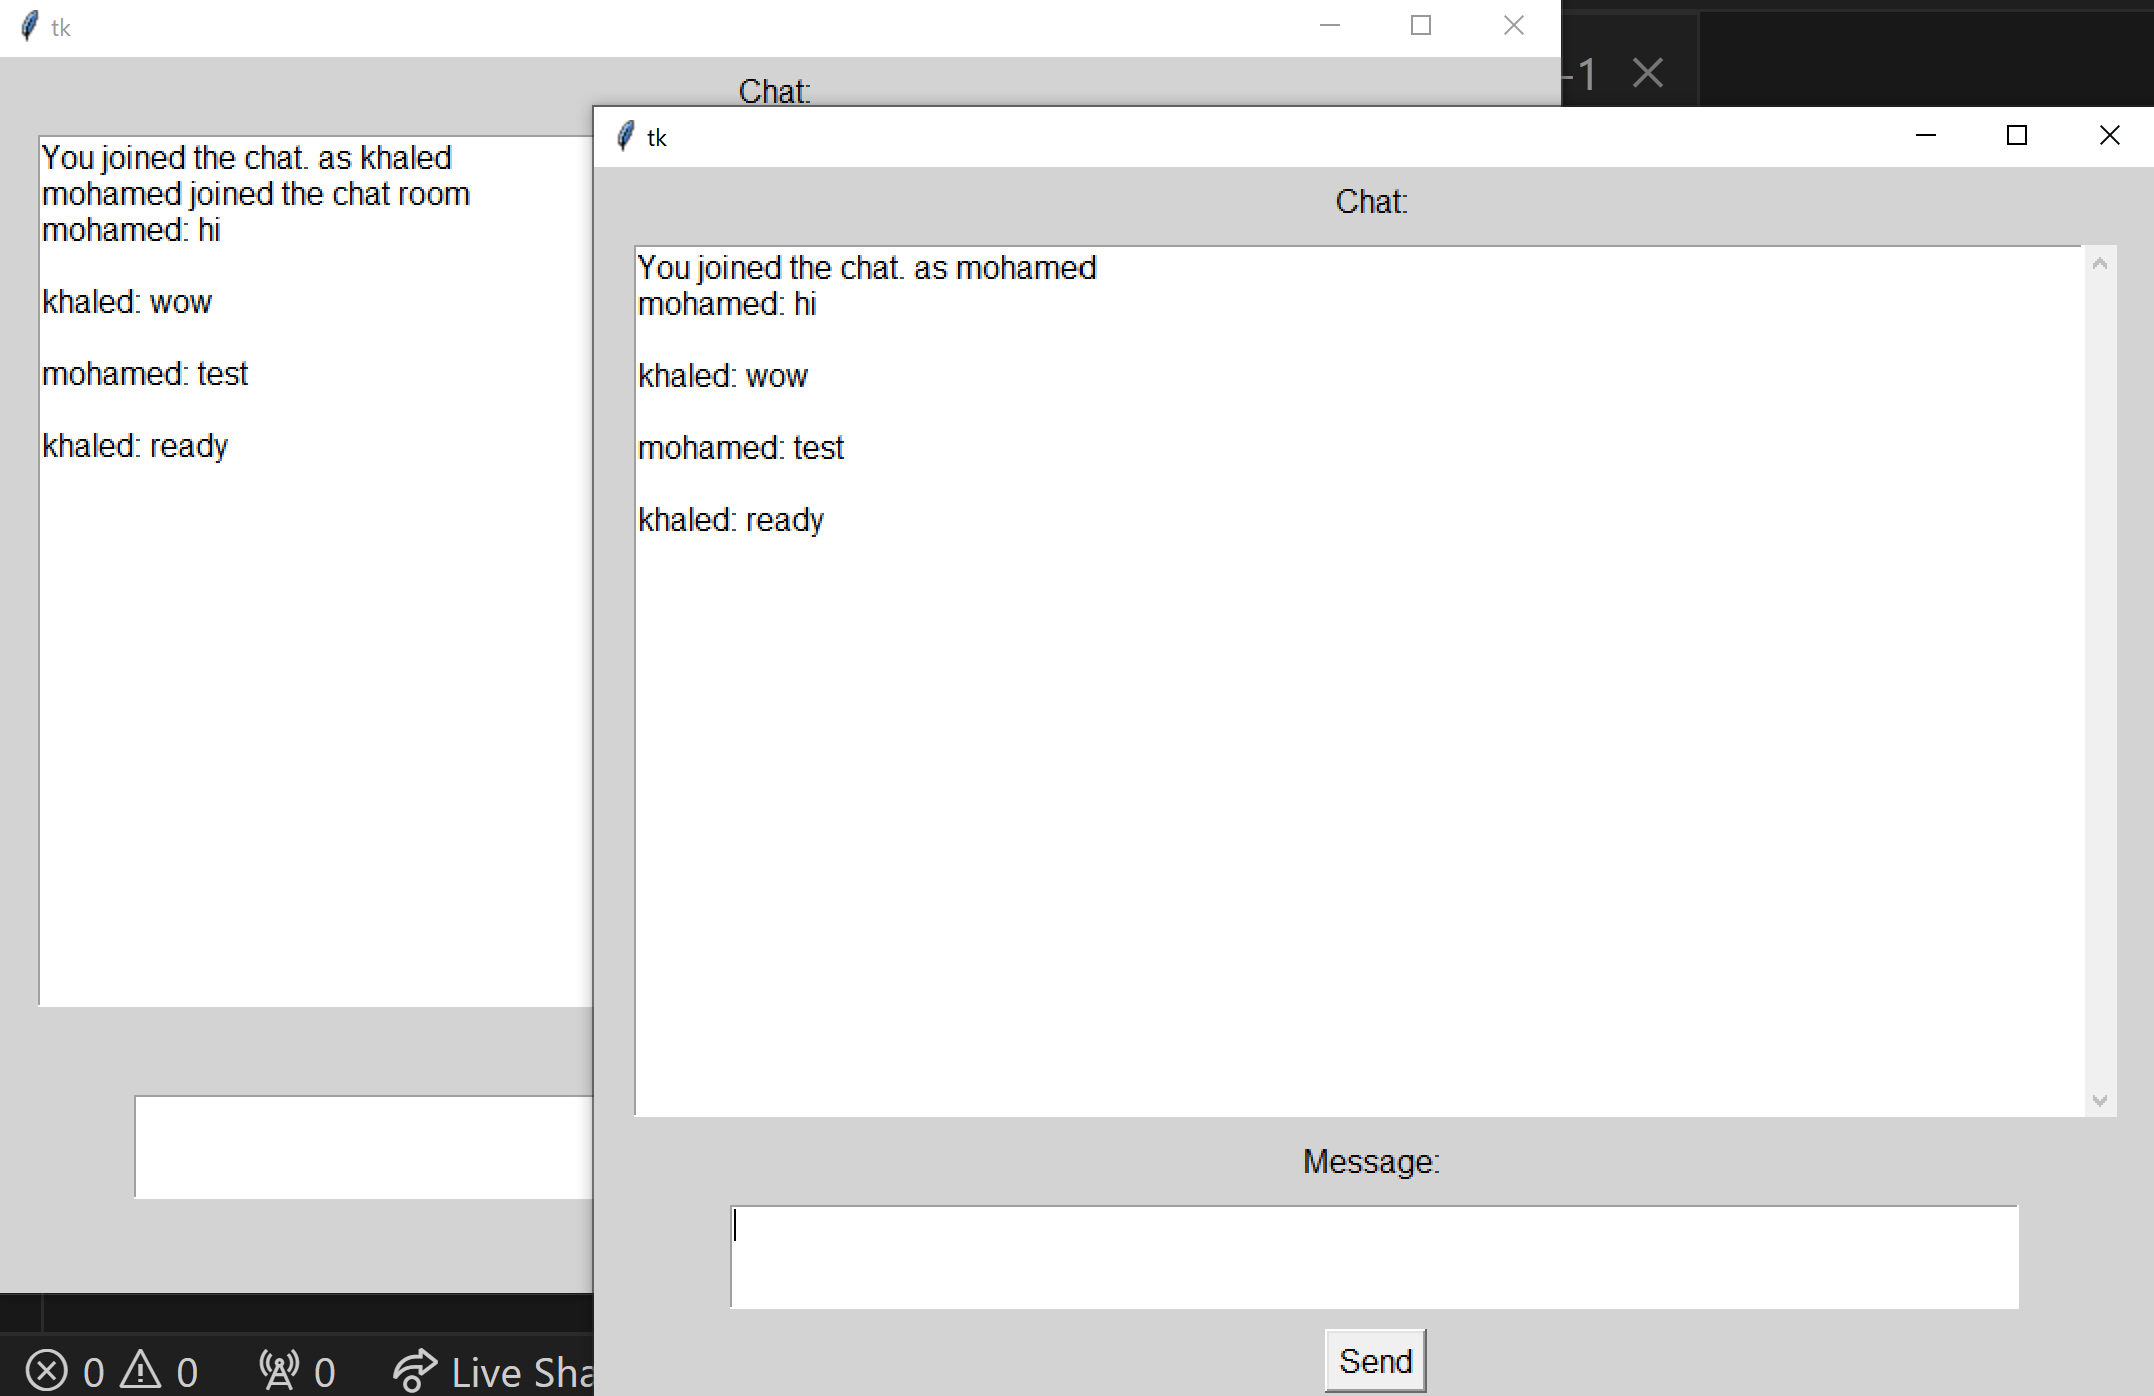 tk
Chat:
You joined the chat. as khaled
mohamed joined the chat room
mohamed: hi
khaled: wow
mohamed: test
khaled: ready
-1
tk
Chat:
You joined the chat. as mohamed
mohamed: hi
khaled: wow
mohamed: test
khaled: ready
Message:
Send
0 0 0 Live Sha